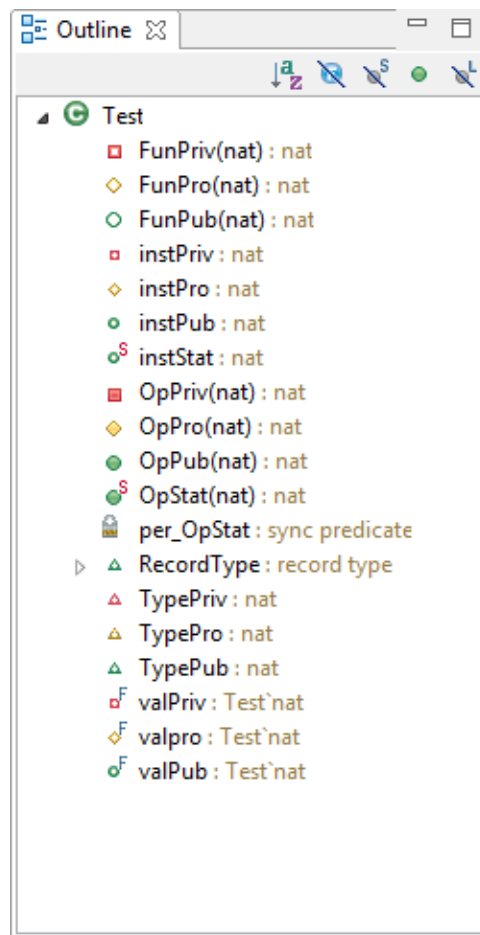 Outline
a z S L
Test
FunPriv(nat) : nat
FunPro(nat) : nat
FunPub(nat) : nat
instPriv : nat
instPro : nat
instPub : nat
S instStat : nat
OpPriv(nat) : nat
OpPro(nat) : nat
OpPub(nat) : nat
S OpStat(nat) : nat
per_OpStat : sync predicate
RecordType : record type
TypePriv : nat
TypePro : nat
TypePub : nat
F valPriv : Test`nat
F valpro : Test`nat
F valPub : Test`nat